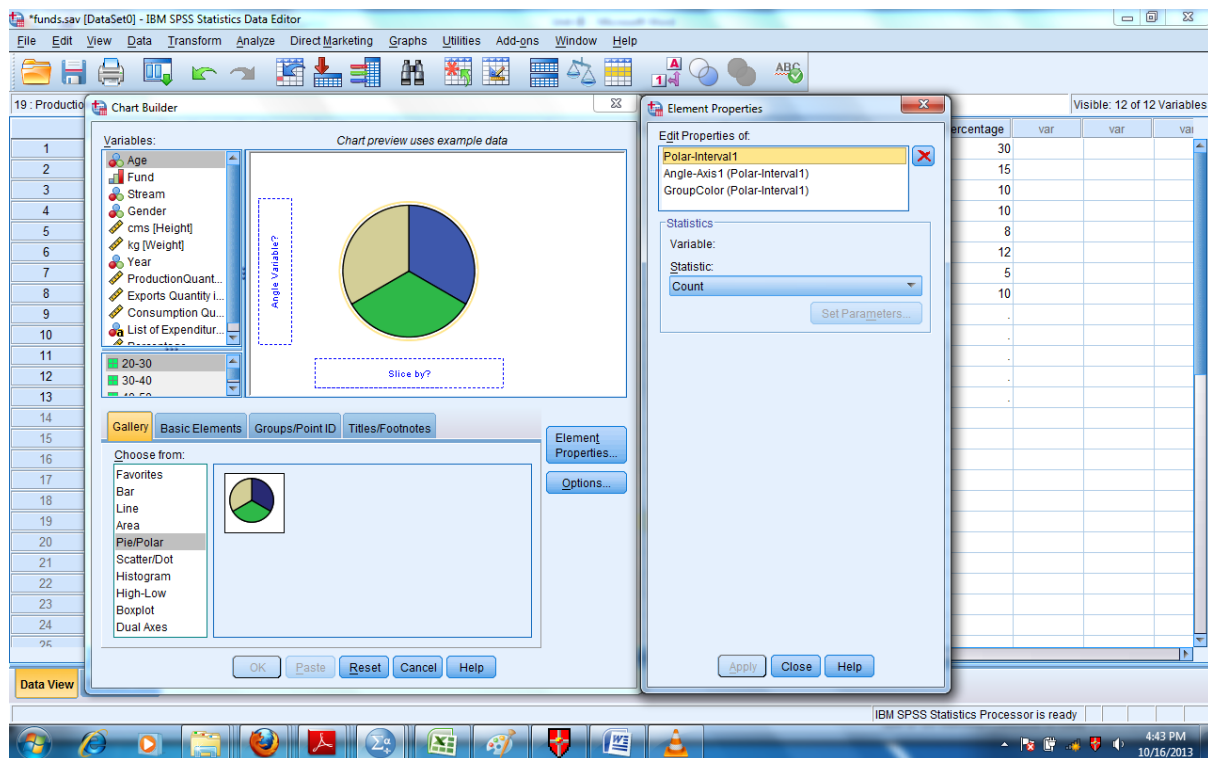 *funds.sav [DataSet0] - IBM SPSS Statistics Data Editor
File Edit View Data Transform Analyze Direct Marketing Graphs Utilities Add-ons Window Help
19 : Productio
Visible: 12 of 12 Variables
Chart Builder
Variables:
Chart preview uses example data
Age
Fund
Stream
Gender
cms [Height]
kg [Weight]
Year
ProductionQuant...
Exports Quantity i...
Consumption Qu...
List of Expenditur...
20-30
30-40
Angle Variable?
Slice by?
Gallery Basic Elements Groups/Point ID Titles/Footnotes
Choose from:
Favorites
Bar
Line
Area
Pie/Polar
Scatter/Dot
Histogram
High-Low
Boxplot
Dual Axes
Element Properties...
Options...
OK Paste Reset Cancel Help
Element Properties
Edit Properties of:
Polar-Interval1
Angle-Axis1 (Polar-Interval1)
GroupColor (Polar-Interval1)
Statistics
Variable:
Statistic:
Count
Set Parameters...
Apply Close Help
ercentage var var var
1 30
2 15
3 10
4 10
5 8
6 12
7 5
8 10
9 .
10 .
11 .
12 .
13 .
14
15
16
17
18
19
20
21
22
23
24
25
Data View
IBM SPSS Statistics Processor is ready
4:43 PM
10/16/2013